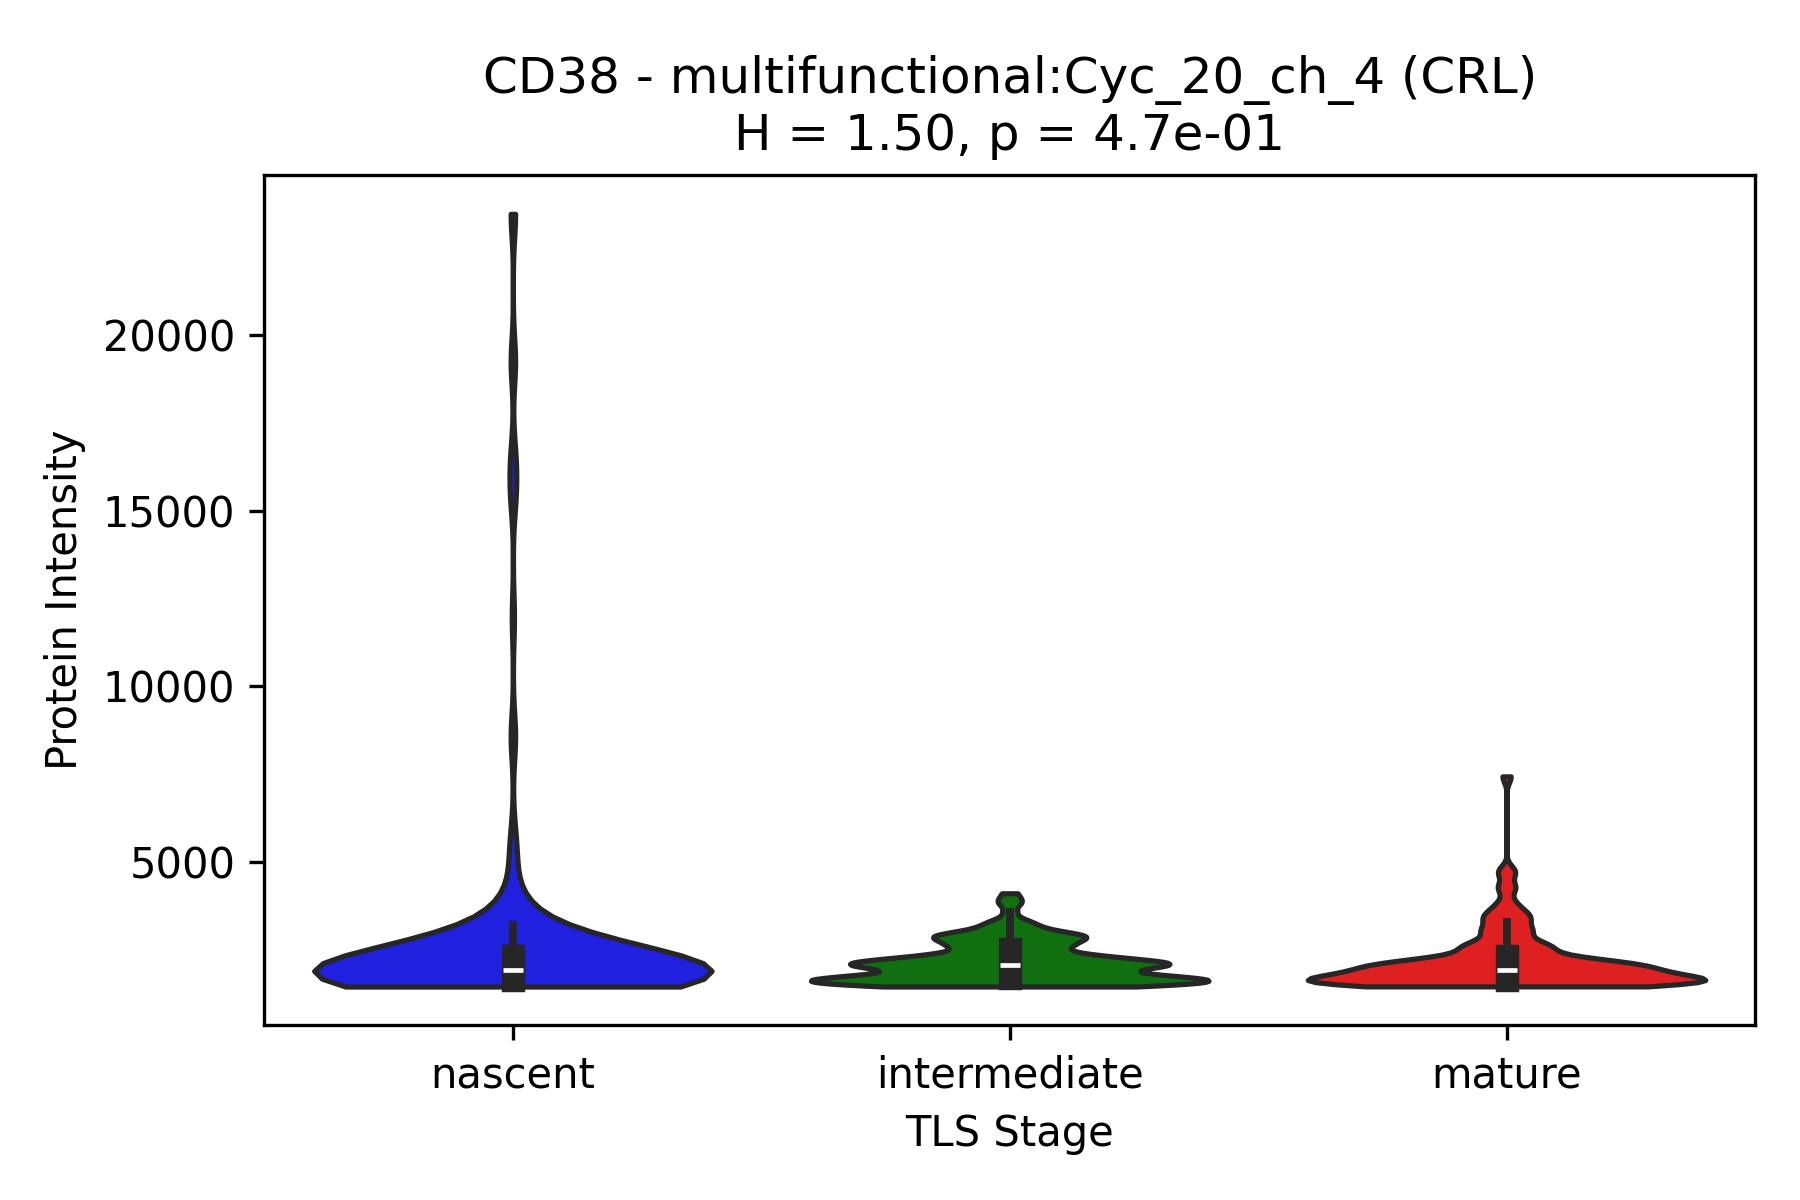 CD38 - multifunctional:Cyc_20_ch_4 (CRL)
H = 1.50, p = 4.7e-01
Protein Intensity
20000
15000
10000
5000
nascent
intermediate
mature
TLS Stage